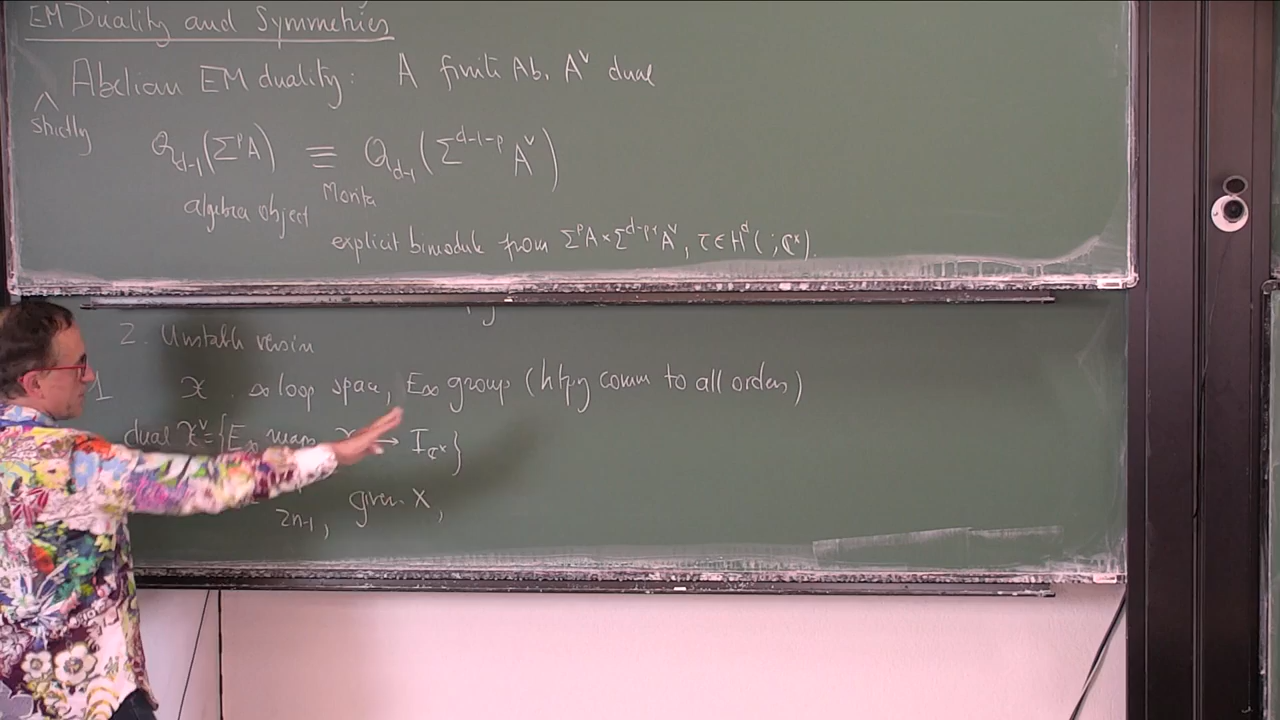 EM Duality and Symmetries
Abelian EM duality: A finite Ab. A^∨ dual
^
strictly
Q_{d-1}(Σ^p A) ≡ Q_{d-1}(Σ^{d-1-p} A^∨)
Morita
algebra object
explicit bimodule from Σ^p A × Σ^{d-p-1} A^∨, τ ∈ H^d( ; ℂ^×).
2. Unstable version
1 X . ∞ loop space, E∞ group (htpy comm to all orders)
dual X^∨ = {E∞ maps X → I_{ℂ^×}}
2n-1, given X,